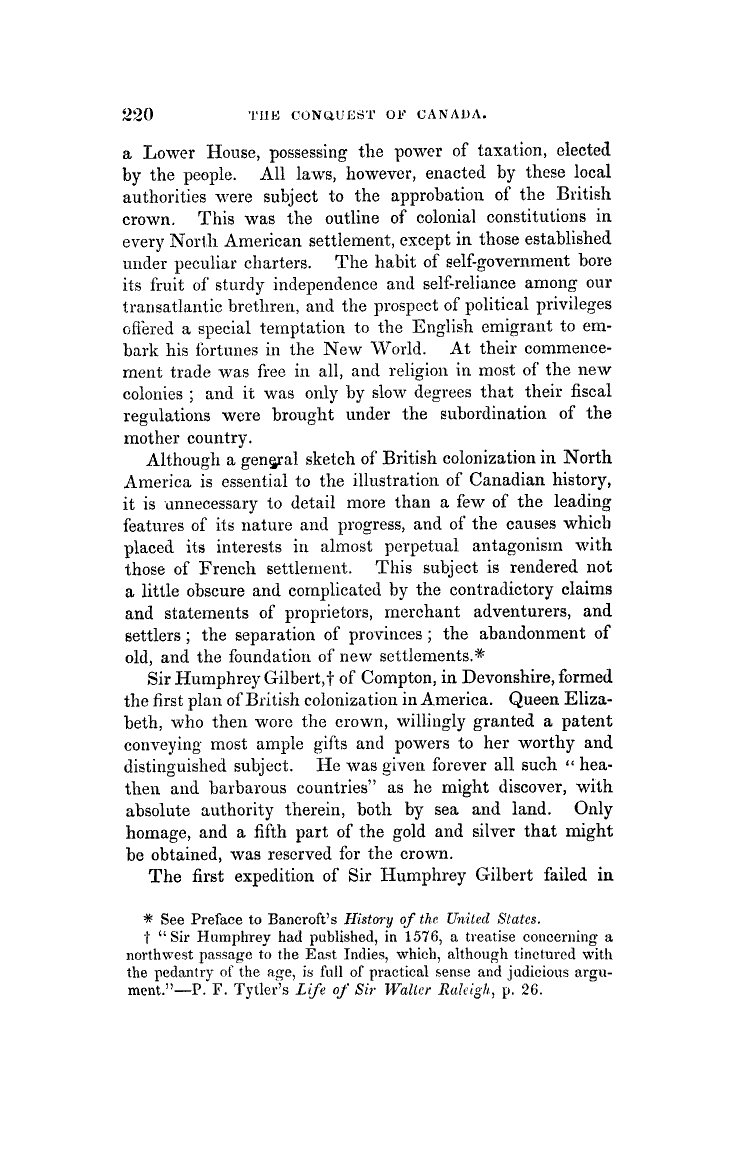 220 THE CONQUEST OF CANADA.
a Lower House, possessing the power of taxation, elected
by the people. All laws, however, enacted by these local
authorities were subject to the approbation of the British
crown. This was the outline of colonial constitutions in
every North American settlement, except in those established
under peculiar charters. The habit of self-government bore
its fruit of sturdy independence and self-reliance among our
transatlantic brethren, and the prospect of political privileges
offered a special temptation to the English emigrant to em-
bark his fortunes in the New World. At their commence-
ment trade was free in all, and religion in most of the new
colonies ; and it was only by slow degrees that their fiscal
regulations were brought under the subordination of the
mother country.
Although a general sketch of British colonization in North
America is essential to the illustration of Canadian history,
it is unnecessary to detail more than a few of the leading
features of its nature and progress, and of the causes which
placed its interests in almost perpetual antagonism with
those of French settlement. This subject is rendered not
a little obscure and complicated by the contradictory claims
and statements of proprietors, merchant adventurers, and
settlers ; the separation of provinces ; the abandonment of
old, and the foundation of new settlements.*
Sir Humphrey Gilbert,† of Compton, in Devonshire, formed
the first plan of British colonization in America. Queen Eliza-
beth, who then wore the crown, willingly granted a patent
conveying most ample gifts and powers to her worthy and
distinguished subject. He was given forever all such “ hea-
then and barbarous countries” as he might discover, with
absolute authority therein, both by sea and land. Only
homage, and a fifth part of the gold and silver that might
be obtained, was reserved for the crown.
The first expedition of Sir Humphrey Gilbert failed in
* See Preface to Bancroft's History of the United States.
† “ Sir Humphrey had published, in 1576, a treatise concerning a
northwest passage to the East Indies, which, although tinctured with
the pedantry of the age, is full of practical sense and judicious argu-
ment.”—P. F. Tytler's Life of Sir Walter Raleigh, p. 26.